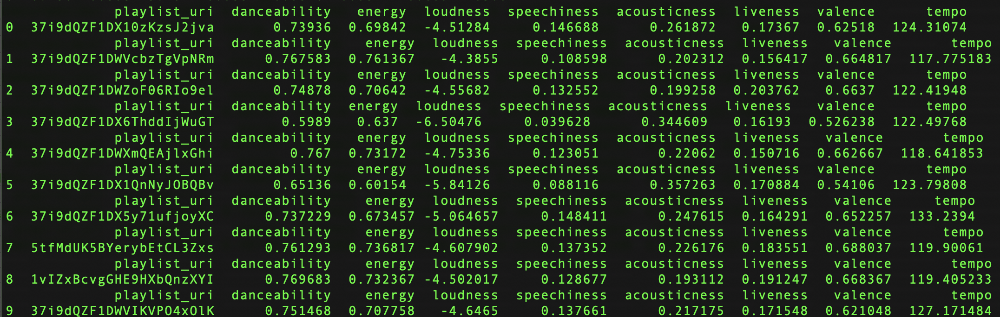 playlist_uri danceability energy loudness speechiness acousticness liveness valence tempo
0 37i9dQZF1DX10zKzsJ2jva 0.73936 0.69842 -4.51284 0.146688 0.261872 0.17367 0.62518 124.31074
playlist_uri danceability energy loudness speechiness acousticness liveness valence tempo
1 37i9dQZF1DWVcbzTgVpNRm 0.767583 0.761367 -4.3855 0.108598 0.202312 0.156417 0.664817 117.775183
playlist_uri danceability energy loudness speechiness acousticness liveness valence tempo
2 37i9dQZF1DWZoF06RIo9el 0.74878 0.70642 -4.55682 0.132552 0.199258 0.203762 0.6637 122.41948
playlist_uri danceability energy loudness speechiness acousticness liveness valence tempo
3 37i9dQZF1DX6ThddIjWuGT 0.5989 0.637 -6.50476 0.039628 0.344609 0.16193 0.526238 122.49768
playlist_uri danceability energy loudness speechiness acousticness liveness valence tempo
4 37i9dQZF1DWXmQEAjlxGhi 0.767 0.73172 -4.75336 0.123051 0.22062 0.150716 0.662667 118.641853
playlist_uri danceability energy loudness speechiness acousticness liveness valence tempo
5 37i9dQZF1DX1QnNyJOBQBv 0.65136 0.60154 -5.84126 0.088116 0.357263 0.170884 0.54106 123.79808
playlist_uri danceability energy loudness speechiness acousticness liveness valence tempo
6 37i9dQZF1DX5y71ufjoyXC 0.737229 0.673457 -5.064657 0.148411 0.247615 0.164291 0.652257 133.2394
playlist_uri danceability energy loudness speechiness acousticness liveness valence tempo
7 5tfMdUK5BYerybEtCL3Zxs 0.761293 0.736817 -4.607902 0.137352 0.226176 0.183551 0.688037 119.90061
playlist_uri danceability energy loudness speechiness acousticness liveness valence tempo
8 1vIZxBcvgGHE9HXbQnzXYI 0.769683 0.732367 -4.502017 0.128677 0.193112 0.191247 0.668367 119.405233
playlist_uri danceability energy loudness speechiness acousticness liveness valence tempo
9 37i9dQZF1DWVIKVPO4xOlK 0.751468 0.707758 -4.6465 0.137661 0.217175 0.171548 0.621048 127.171484